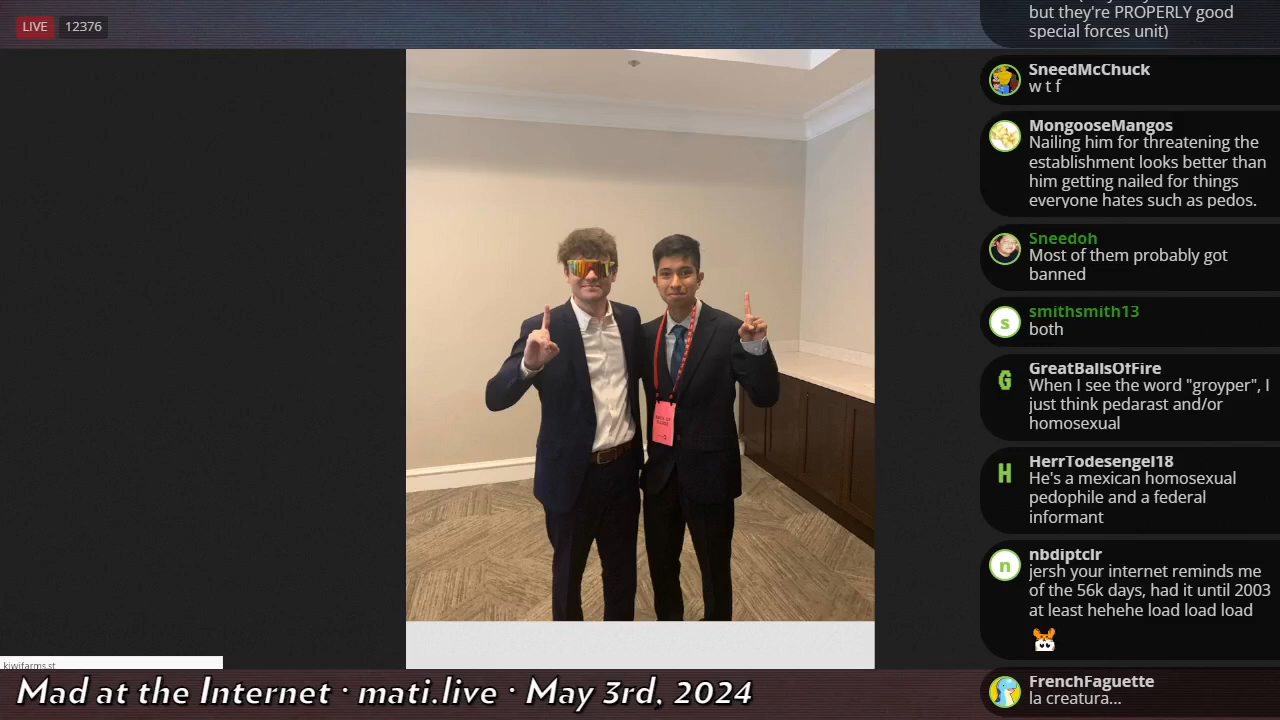 LIVE 12376
but they're PROPERLY good
special forces unit)
SneedMcChuck
w t f
MongooseMangos
Nailing him for threatening the
establishment looks better than
him getting nailed for things
everyone hates such as pedos.
Sneedoh
Most of them probably got
banned
s
smithsmith13
both
G
GreatBallsOfFire
When I see the word "groyper", I
just think pedarast and/or
homosexual
H
HerrTodesengel18
He's a mexican homosexual
pedophile and a federal
informant
n
nbdiptclr
jersh your internet reminds me
of the 56k days, had it until 2003
at least hehehe load load load
FrenchFaguette
la creatura...
kiwifarms.st
Mad at the Internet · mati.live · May 3rd, 2024